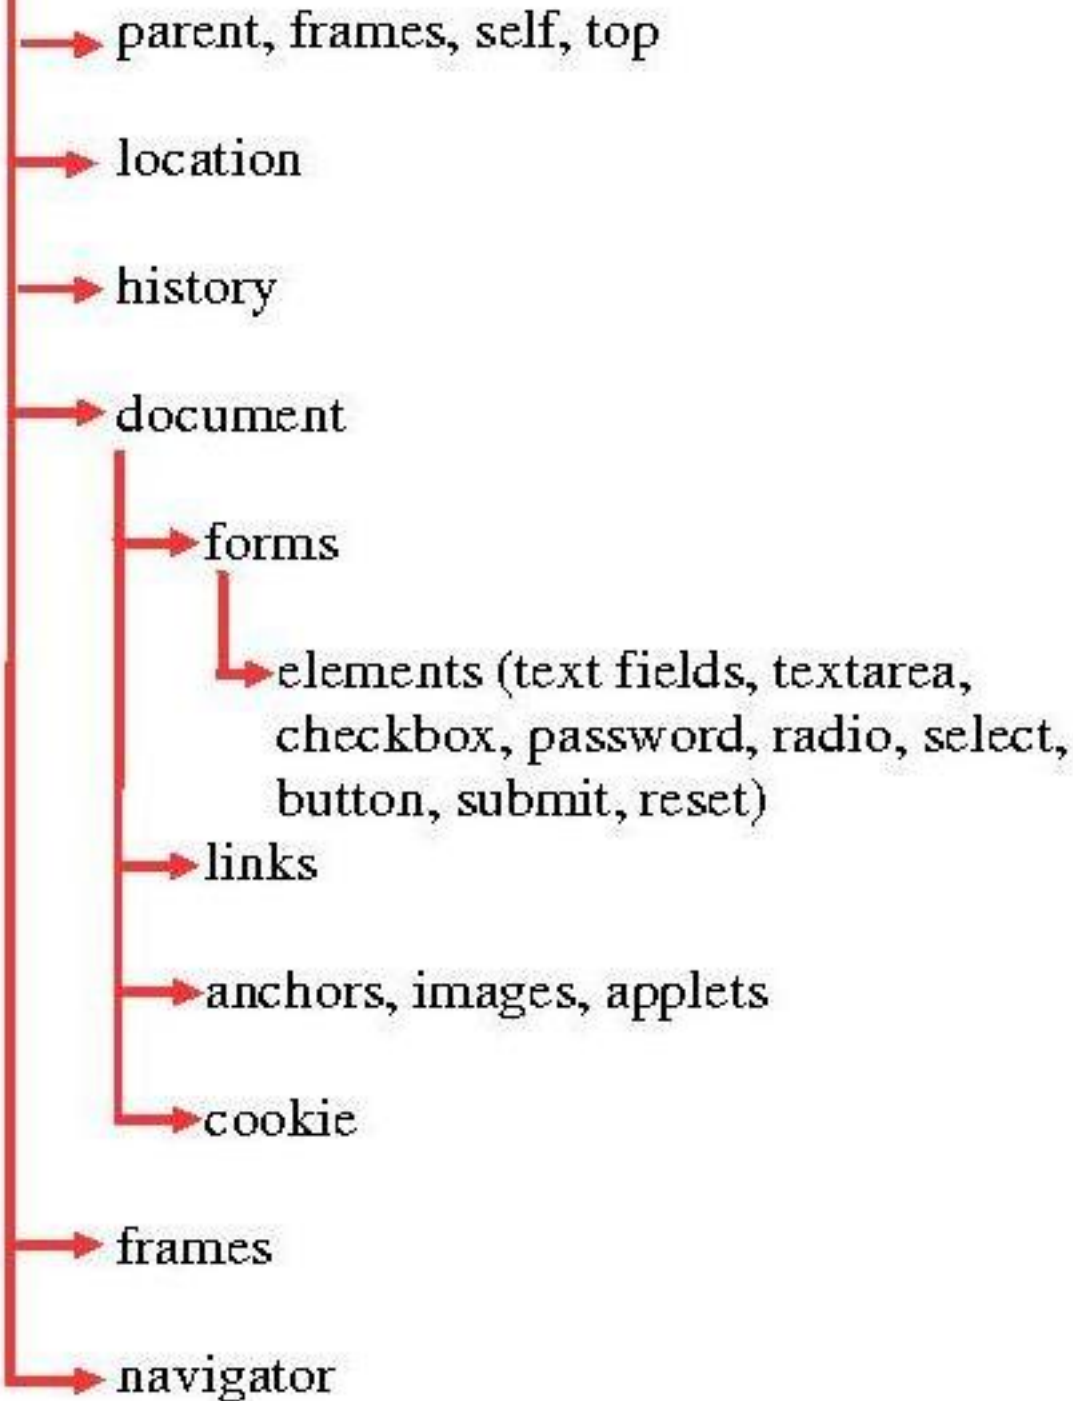 parent, frames, self, top
location
history
document
forms
elements (text fields, textarea,
checkbox, password, radio, select,
button, submit, reset)
links
anchors, images, applets
cookie
frames
navigator